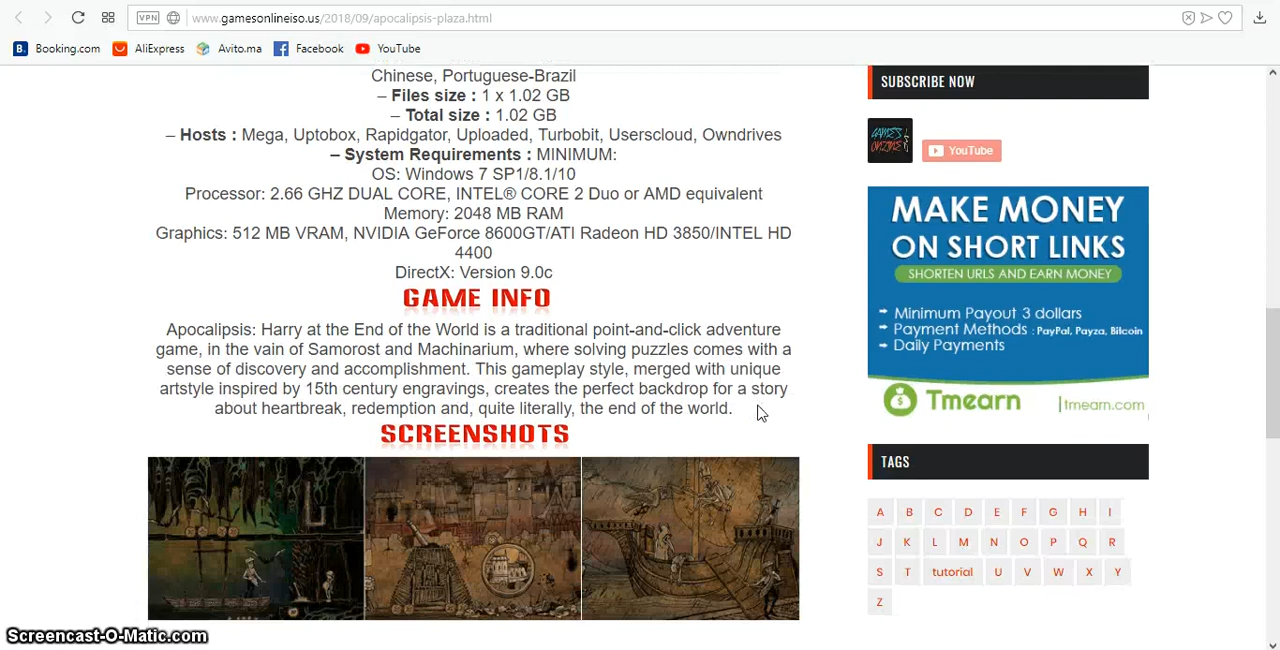 VPN
www.gamesonlineiso.us/2018/09/apocalipsis-plaza.html
B. Booking.com AliExpress Avito.ma Facebook YouTube
Chinese, Portuguese-Brazil
– Files size : 1 x 1.02 GB
– Total size : 1.02 GB
– Hosts : Mega, Uptobox, Rapidgator, Uploaded, Turbobit, Userscloud, Owndrives
– System Requirements : MINIMUM:
OS: Windows 7 SP1/8.1/10
Processor: 2.66 GHZ DUAL CORE, INTEL® CORE 2 Duo or AMD equivalent
Memory: 2048 MB RAM
Graphics: 512 MB VRAM, NVIDIA GeForce 8600GT/ATI Radeon HD 3850/INTEL HD
4400
DirectX: Version 9.0c
GAME INFO
Apocalipsis: Harry at the End of the World is a traditional point-and-click adventure
game, in the vain of Samorost and Machinarium, where solving puzzles comes with a
sense of discovery and accomplishment. This gameplay style, merged with unique
artstyle inspired by 15th century engravings, creates the perfect backdrop for a story
about heartbreak, redemption and, quite literally, the end of the world.
SCREENSHOTS
SUBSCRIBE NOW
GAMES
ONLINE
YouTube
MAKE MONEY
ON SHORT LINKS
SHORTEN URLS AND EARN MONEY
Minimum Payout 3 dollars
Payment Methods : PayPal, Payza, Bitcoin
Daily Payments
$ Tmearn |tmearn.com
TAGS
A B C D E F G H I
J K L M N O P Q R
S T tutorial U V W X Y
Z
Screencast-O-Matic.com